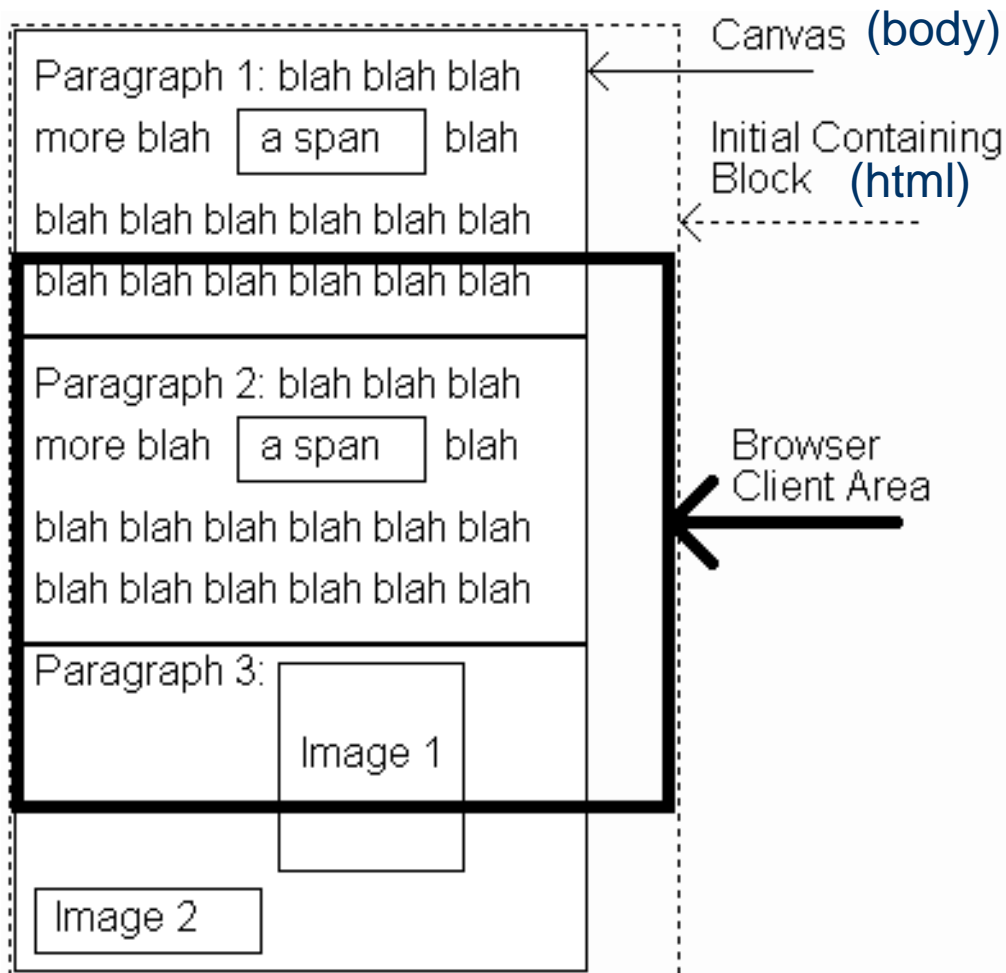 Canvas (body)
Paragraph 1: blah blah blah
more blah a span blah
blah blah blah blah blah blah
blah blah blah blah blah blah
Initial Containing
Block (html)
Paragraph 2: blah blah blah
more blah a span blah
blah blah blah blah blah blah
blah blah blah blah blah blah
Browser
Client Area
Paragraph 3:
Image 1
Image 2